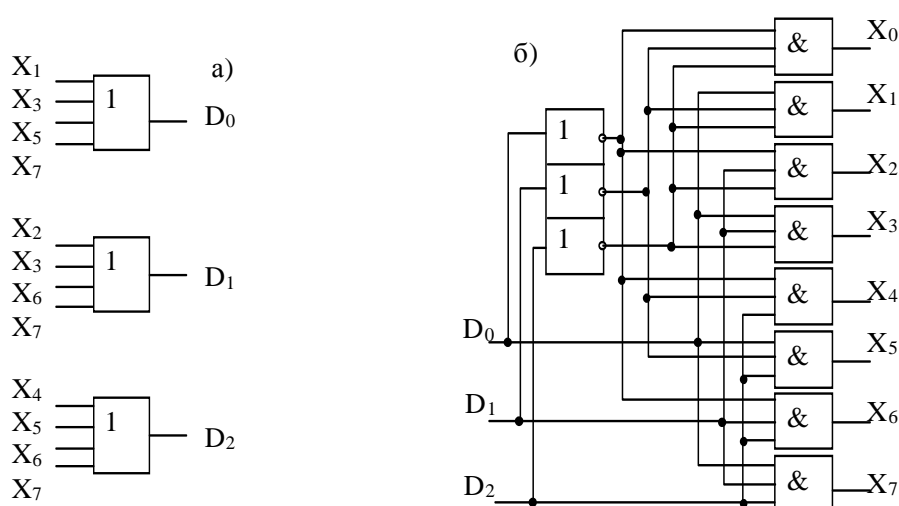 а)
X1
X3
X5
X7
1
D0
X2
X3
X6
X7
1
D1
X4
X5
X6
X7
1
D2
б)
1
1
1
D0
D1
D2
& X0
& X1
& X2
& X3
& X4
& X5
& X6
& X7